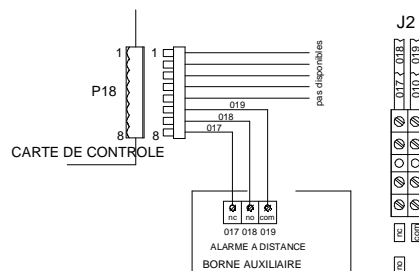 J2
1 1
P18
8 8
CARTE DE CONTROLE
pas disponibles
019
018
017
nc no com
017 018 019
ALARME A DISTANCE
BORNE AUXILIAIRE
017 018
010 019
nc com
no